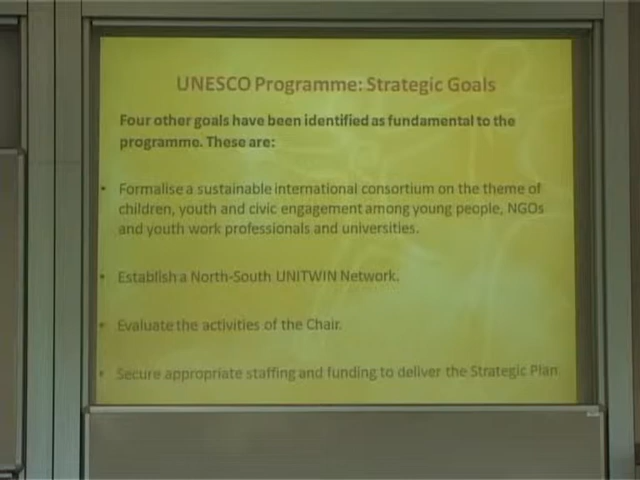 UNESCO Programme: Strategic Goals
Four other goals have been identified as fundamental to the
programme. These are:
• Formalise a sustainable international consortium on the theme of
children, youth and civic engagement among young people, NGOs
and youth work professionals and universities.
• Establish a North-South UNITWIN Network.
• Evaluate the activities of the Chair.
• Secure appropriate staffing and funding to deliver the Strategic Plan